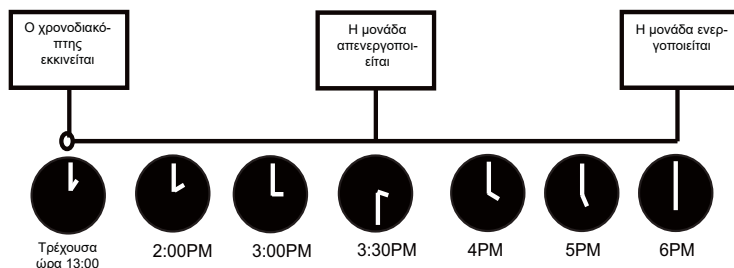 Ο χρονοδιακό-
πτης
εκκινείται
Η μονάδα
απενεργοποι-
είται
Η μονάδα ενερ-
γοποιείται
Τρέχουσα
ώρα 13:00
2:00PM
3:00PM
3:30PM
4PM
5PM
6PM